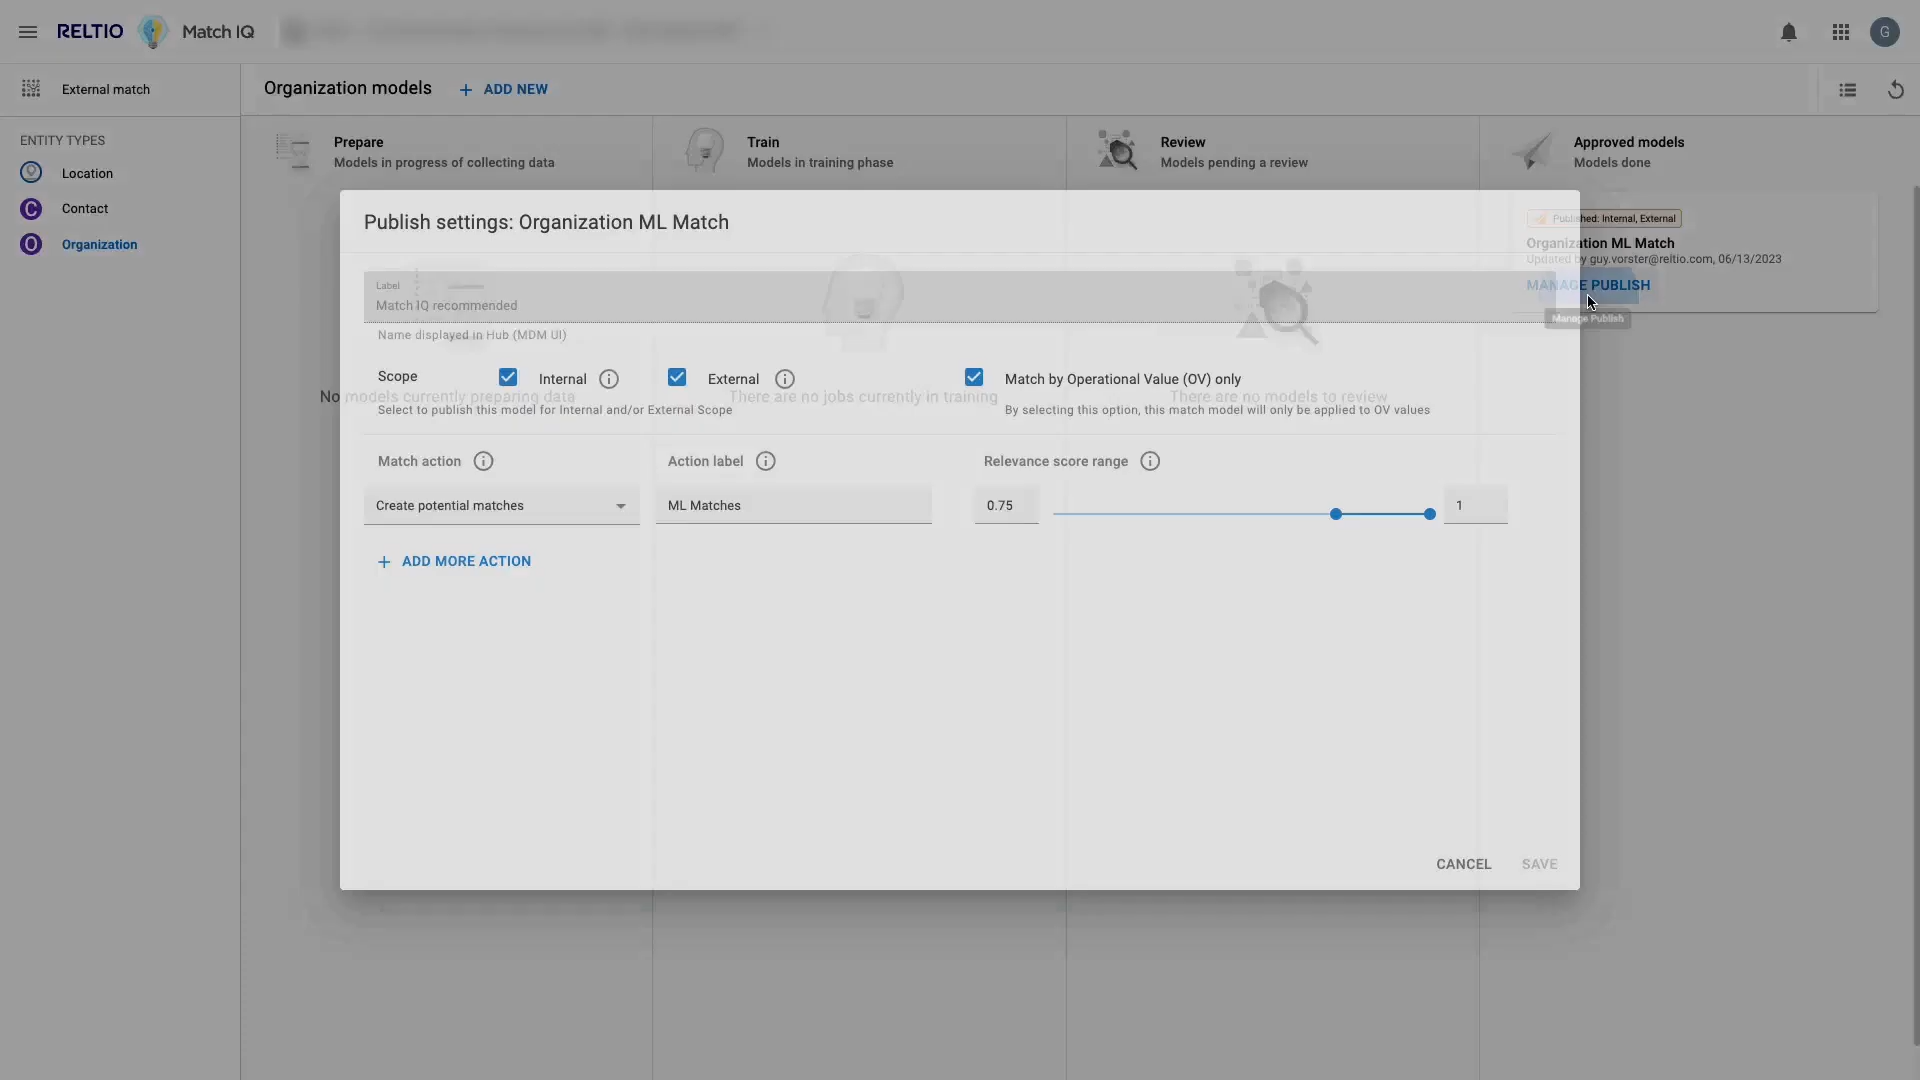 RELTIO Match IQ
G
External match
Organization models + ADD NEW
ENTITY TYPES
Location
C Contact
O Organization
Prepare
Models in progress of collecting data
Train
Models in training phase
Review
Models pending a review
Approved models
Models done
Published: Internal, External
Organization ML Match
Updated by guy.vorster@reltio.com, 06/13/2023
MANAGE PUBLISH
Manage Publish
No models currently preparing data
There are no jobs currently in training
There are no models to review
Publish settings: Organization ML Match
Label
Match IQ recommended
Name displayed in Hub (MDM UI)
Scope
Internal
External
Match by Operational Value (OV) only
Select to publish this model for Internal and/or External Scope
By selecting this option, this match model will only be applied to OV values
Match action
Action label
Relevance score range
Create potential matches
ML Matches
0.75
1
+ ADD MORE ACTION
CANCEL
SAVE